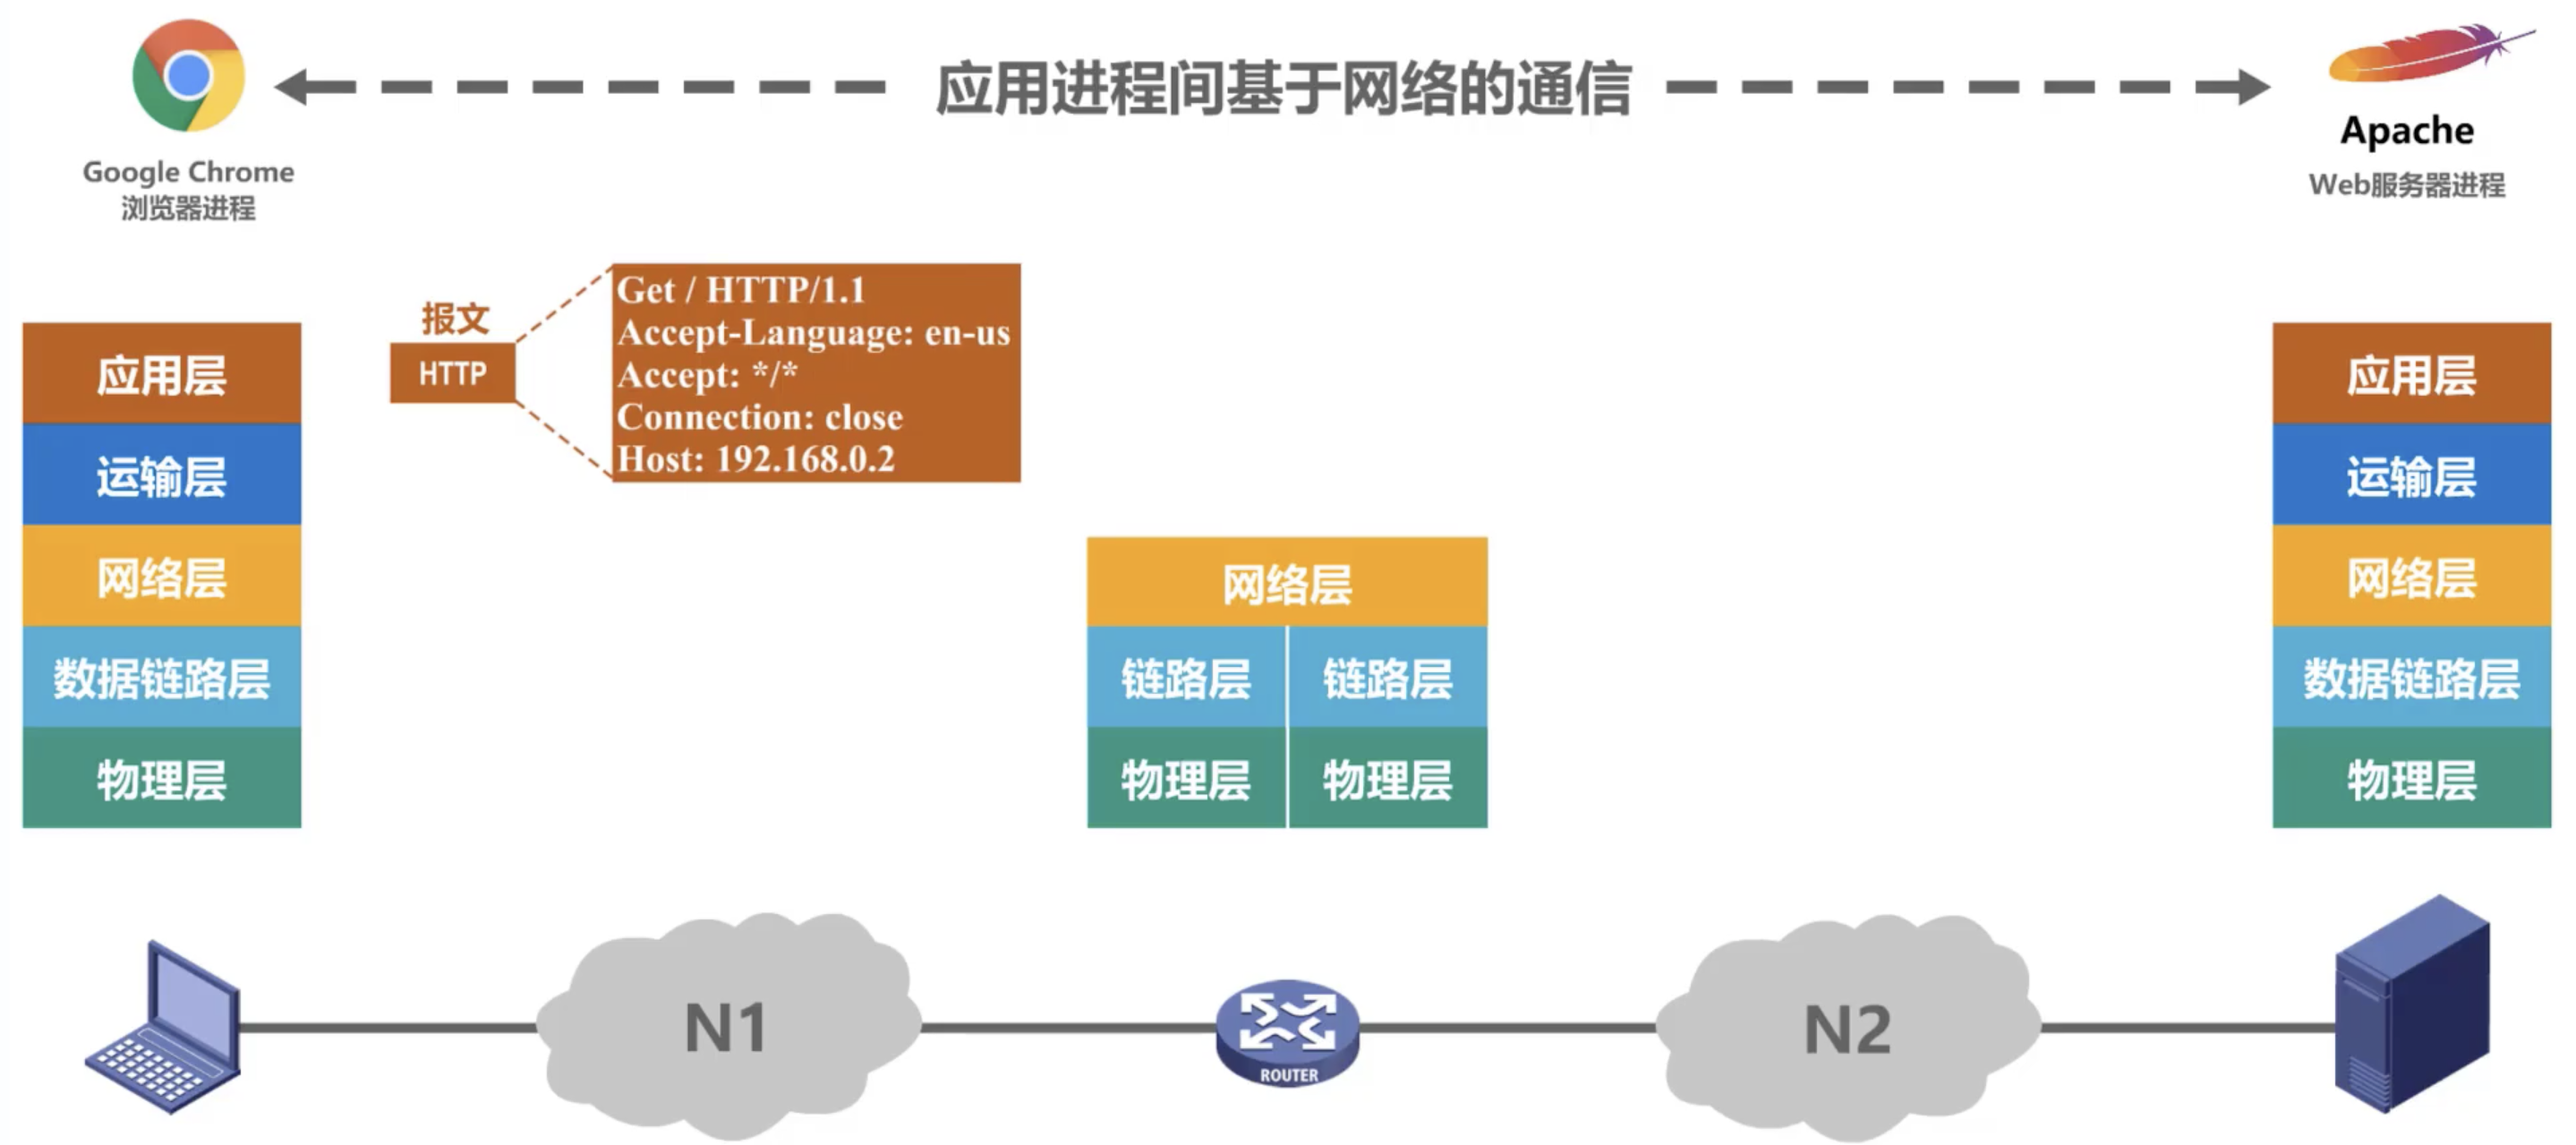 应用进程间基于网络的通信
Google Chrome
浏览器进程
Apache
Web服务器进程
报文
HTTP
Get / HTTP/1.1
Accept-Language: en-us
Accept: */*
Connection: close
Host: 192.168.0.2
应用层
运输层
网络层
数据链路层
物理层
网络层
链路层 链路层
物理层 物理层
应用层
运输层
网络层
数据链路层
物理层
N1
ROUTER
N2